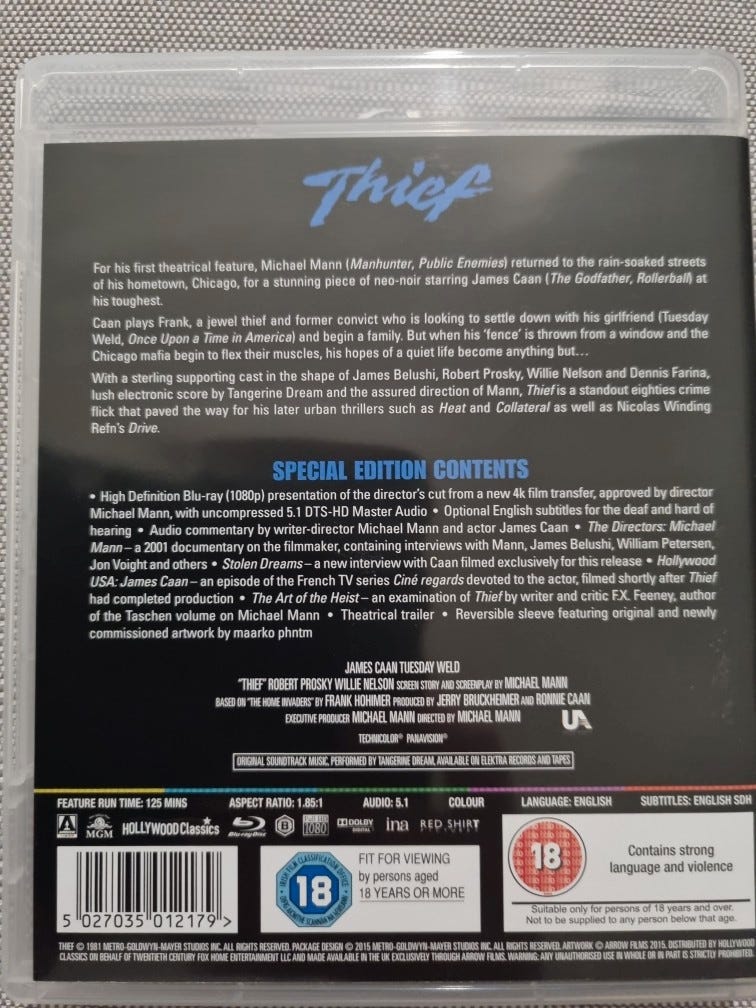 Thief
For his first theatrical feature, Michael Mann (Manhunter, Public Enemies) returned to the rain-soaked streets
of his hometown, Chicago, for a stunning piece of neo-noir starring James Caan (The Godfather, Rollerball) at
his toughest.
Caan plays Frank, a jewel thief and former convict who is looking to settle down with his girlfriend (Tuesday
Weld, Once Upon a Time in America) and begin a family. But when his 'fence' is thrown from a window and the
Chicago mafia begin to flex their muscles, his hopes of a quiet life become anything but...
With a sterling supporting cast in the shape of James Belushi, Robert Prosky, Willie Nelson and Dennis Farina,
lush electronic score by Tangerine Dream and the assured direction of Mann, Thief is a standout eighties crime
flick that paved the way for his later urban thrillers such as Heat and Collateral as well as Nicolas Winding
Refn's Drive.
SPECIAL EDITION CONTENTS
• High Definition Blu-ray (1080p) presentation of the director's cut from a new 4k film transfer, approved by director
Michael Mann, with uncompressed 5.1 DTS-HD Master Audio • Optional English subtitles for the deaf and hard of
hearing • Audio commentary by writer-director Michael Mann and actor James Caan • The Directors: Michael
Mann – a 2001 documentary on the filmmaker, containing interviews with Mann, James Belushi, William Petersen,
Jon Voight and others • Stolen Dreams – a new interview with Caan filmed exclusively for this release • Hollywood
USA: James Caan – an episode of the French TV series Ciné regards devoted to the actor, filmed shortly after Thief
had completed production • The Art of the Heist – an examination of Thief by writer and critic F.X. Feeney, author
of the Taschen volume on Michael Mann • Theatrical trailer • Reversible sleeve featuring original and newly
commissioned artwork by maarko phntm
JAMES CAAN TUESDAY WELD
"THIEF" ROBERT PROSKY WILLIE NELSON SCREEN STORY AND SCREENPLAY BY MICHAEL MANN
BASED ON "THE HOME INVADERS" BY FRANK HOHIMER PRODUCED BY JERRY BRUCKHEIMER AND RONNIE CAAN
EXECUTIVE PRODUCER MICHAEL MANN DIRECTED BY MICHAEL MANN
UA
TECHNICOLOR® PANAVISION®
ORIGINAL SOUNDTRACK MUSIC, PERFORMED BY TANGERINE DREAM, AVAILABLE ON ELEKTRA RECORDS AND TAPES
FEATURE RUN TIME: 125 MINS ASPECT RATIO: 1.85:1 AUDIO: 5.1 COLOUR LANGUAGE: ENGLISH SUBTITLES: ENGLISH SDH
A MGM HOLLYWOOD Classics Blu-ray Disc B 1080 DOLBY DIGITAL ina RED SHIRT
5 027035 012179 >
18
FIT FOR VIEWING
by persons aged
18 YEARS OR MORE
18
Contains strong
language and violence
Suitable only for persons of 18 years and over.
Not to be supplied to any person below that age.
THIEF © 1981 METRO-GOLDWYN-MAYER STUDIOS INC. ALL RIGHTS RESERVED. PACKAGE DESIGN © 2015 METRO-GOLDWYN-MAYER STUDIOS INC. ALL RIGHTS RESERVED. ARTWORK © ARROW FILMS 2015. DISTRIBUTED BY HOLLYWOOD
CLASSICS ON BEHALF OF TWENTIETH CENTURY FOX HOME ENTERTAINMENT LLC AND MADE AVAILABLE IN THE UK EXCLUSIVELY THROUGH ARROW FILMS. WARNING: ANY UNAUTHORISED USE IN WHOLE OR IN PART IS STRICTLY PROHIBITED.